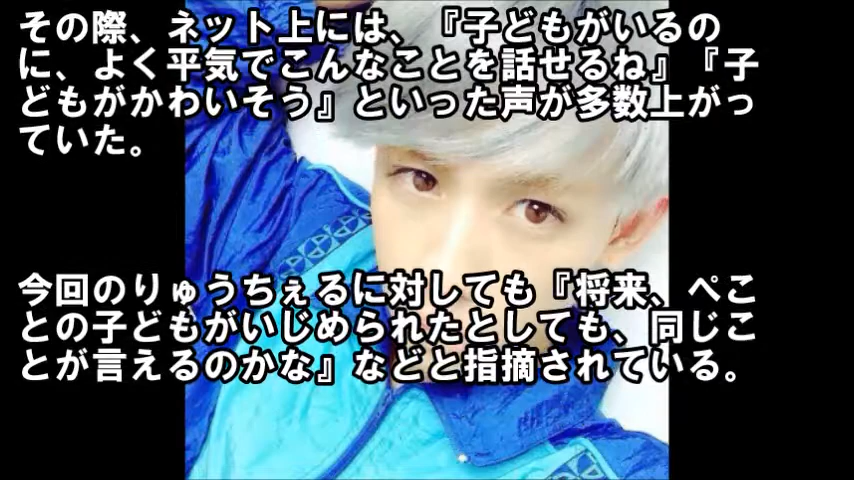 その際、ネット上には、『子どもがいるの
に、よく平気でこんなことを話せるね』『子
どもがかわいそう』といった声が多数上がっ
ていた。
今回のりゅうちぇるに対しても『将来、ぺこ
との子どもがいじめられたとしても、同じこ
とが言えるのかな』などと指摘されている。